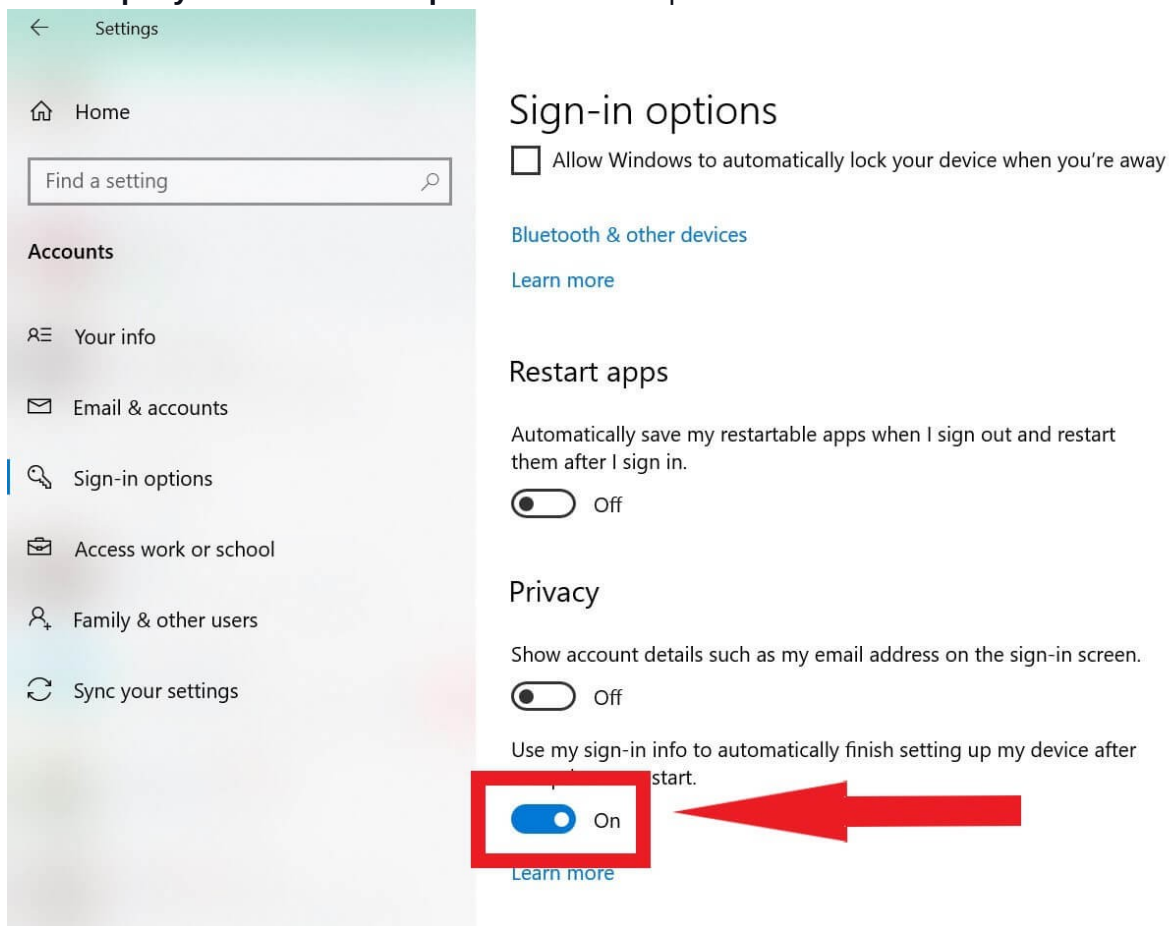 Settings
Home
Find a setting
Accounts
Your info
Email & accounts
Sign-in options
Access work or school
Family & other users
Sync your settings
Sign-in options
Allow Windows to automatically lock your device when you're away
Bluetooth & other devices
Learn more
Restart apps
Automatically save my restartable apps when I sign out and restart
them after I sign in.
Off
Privacy
Show account details such as my email address on the sign-in screen.
Off
Use my sign-in info to automatically finish setting up my device after
start.
On
Learn more